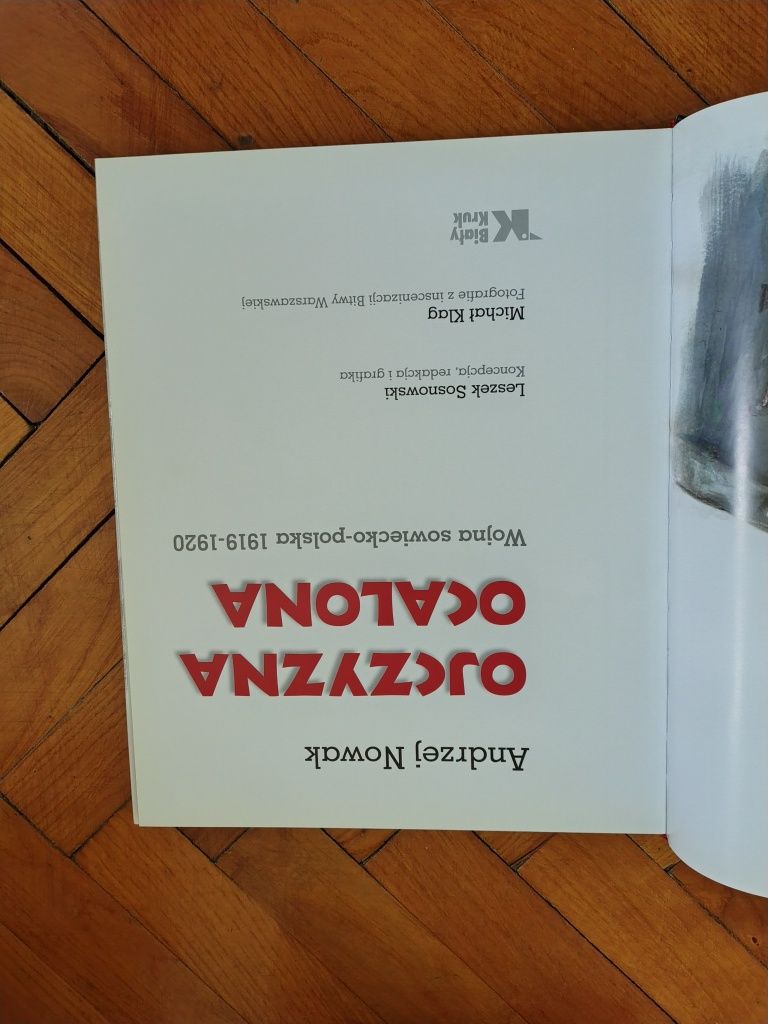 Andrzej Nowak
OJCZYZNA
OCALONA
Wojna sowiecko-polska 1919-1920
Leszek Sosnowski
Koncepcja, redakcja i grafika
Michał Klag
Fotografie z inscenizacji Bitwy Warszawskiej
Biały
Kruk